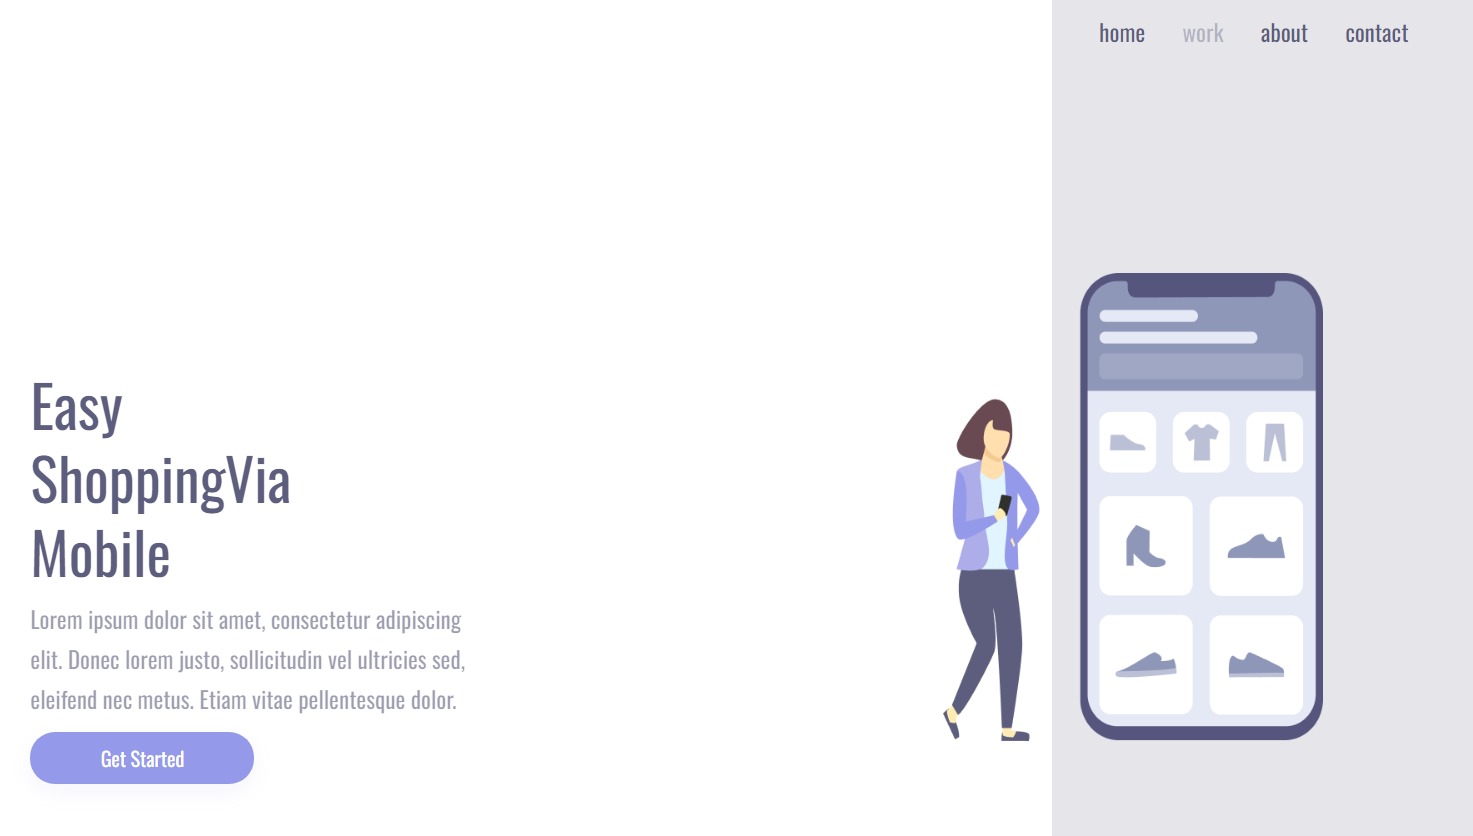 home work about contact
Easy
ShoppingVia
Mobile
Lorem ipsum dolor sit amet, consectetur adipiscing
elit. Donec lorem justo, sollicitudin vel ultricies sed,
eleifend nec metus. Etiam vitae pellentesque dolor.
Get Started